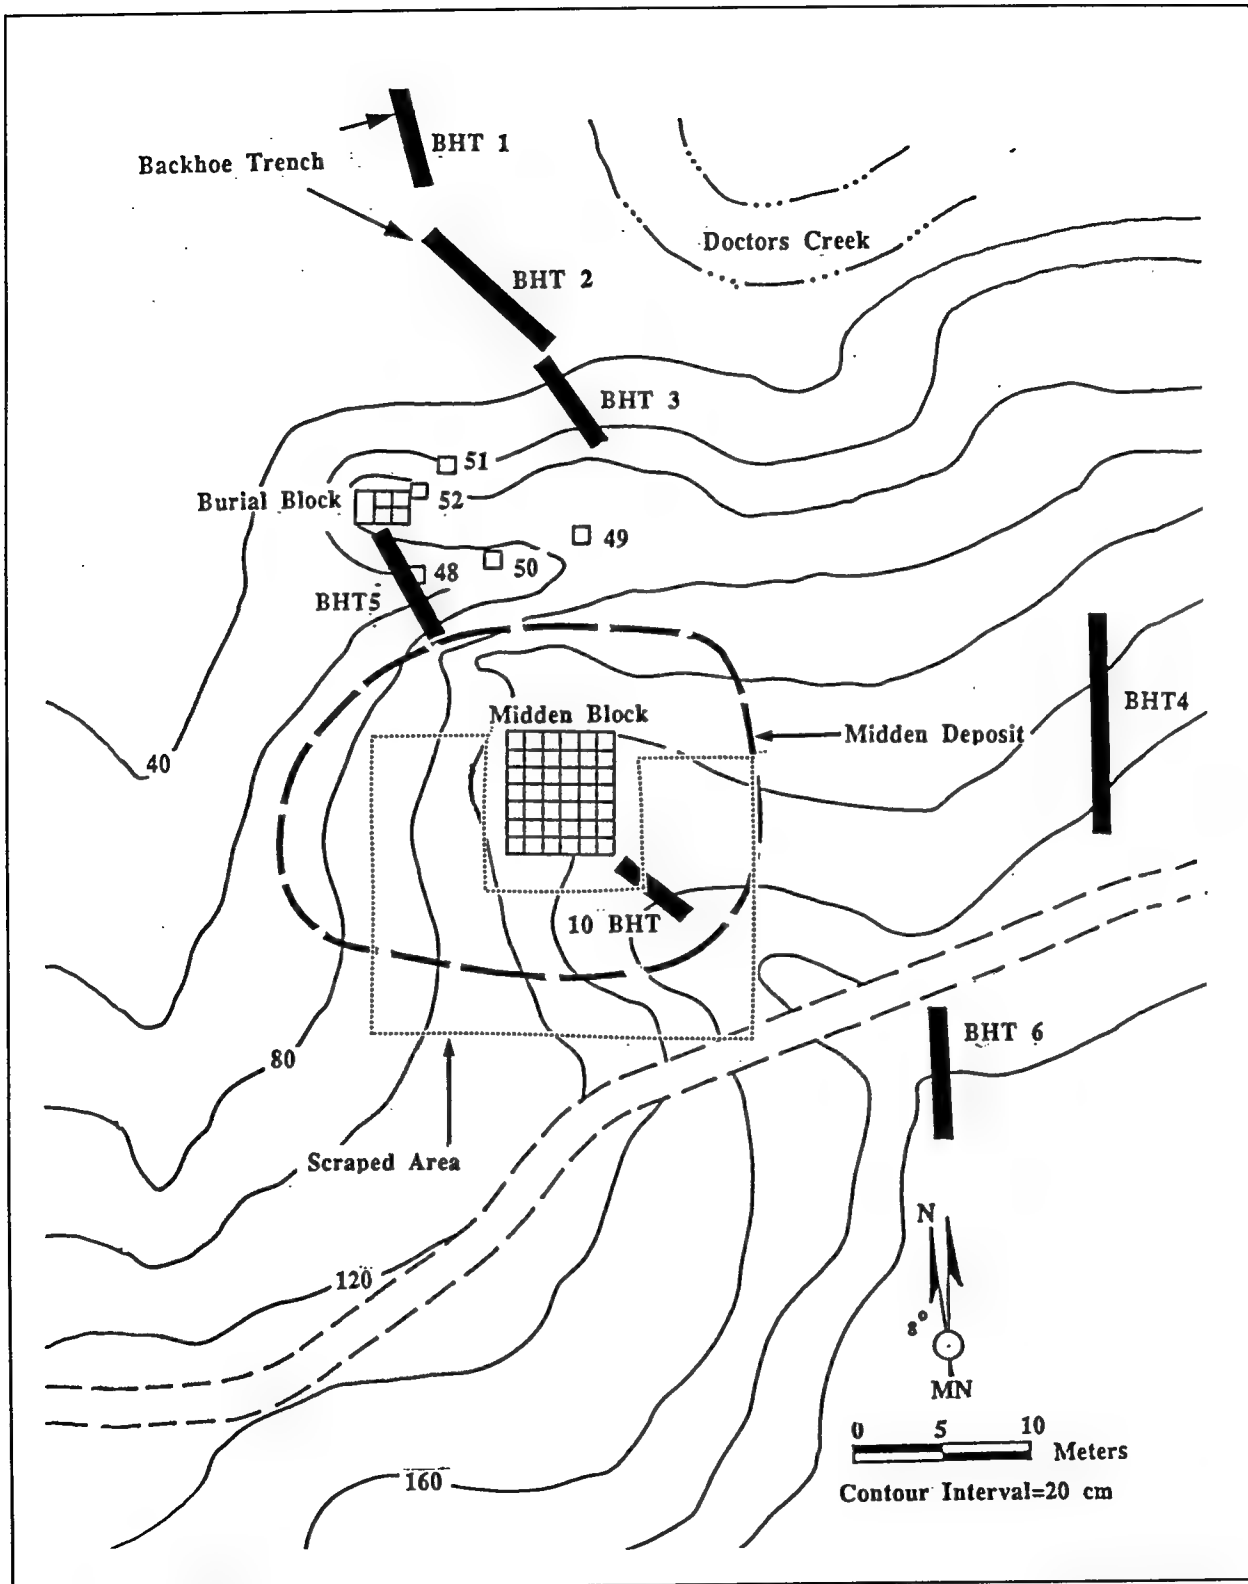 BHT 1
Backhoe Trench
Doctors Creek
BHT 2
BHT 3
51
Burial Block
52
49
50
48
BHT5
BHT4
Midden Block
Midden Deposit
40
10 BHT
BHT 6
80
Scraped Area
N
120
8°
MN
0 5 10
Meters
160
Contour Interval=20 cm